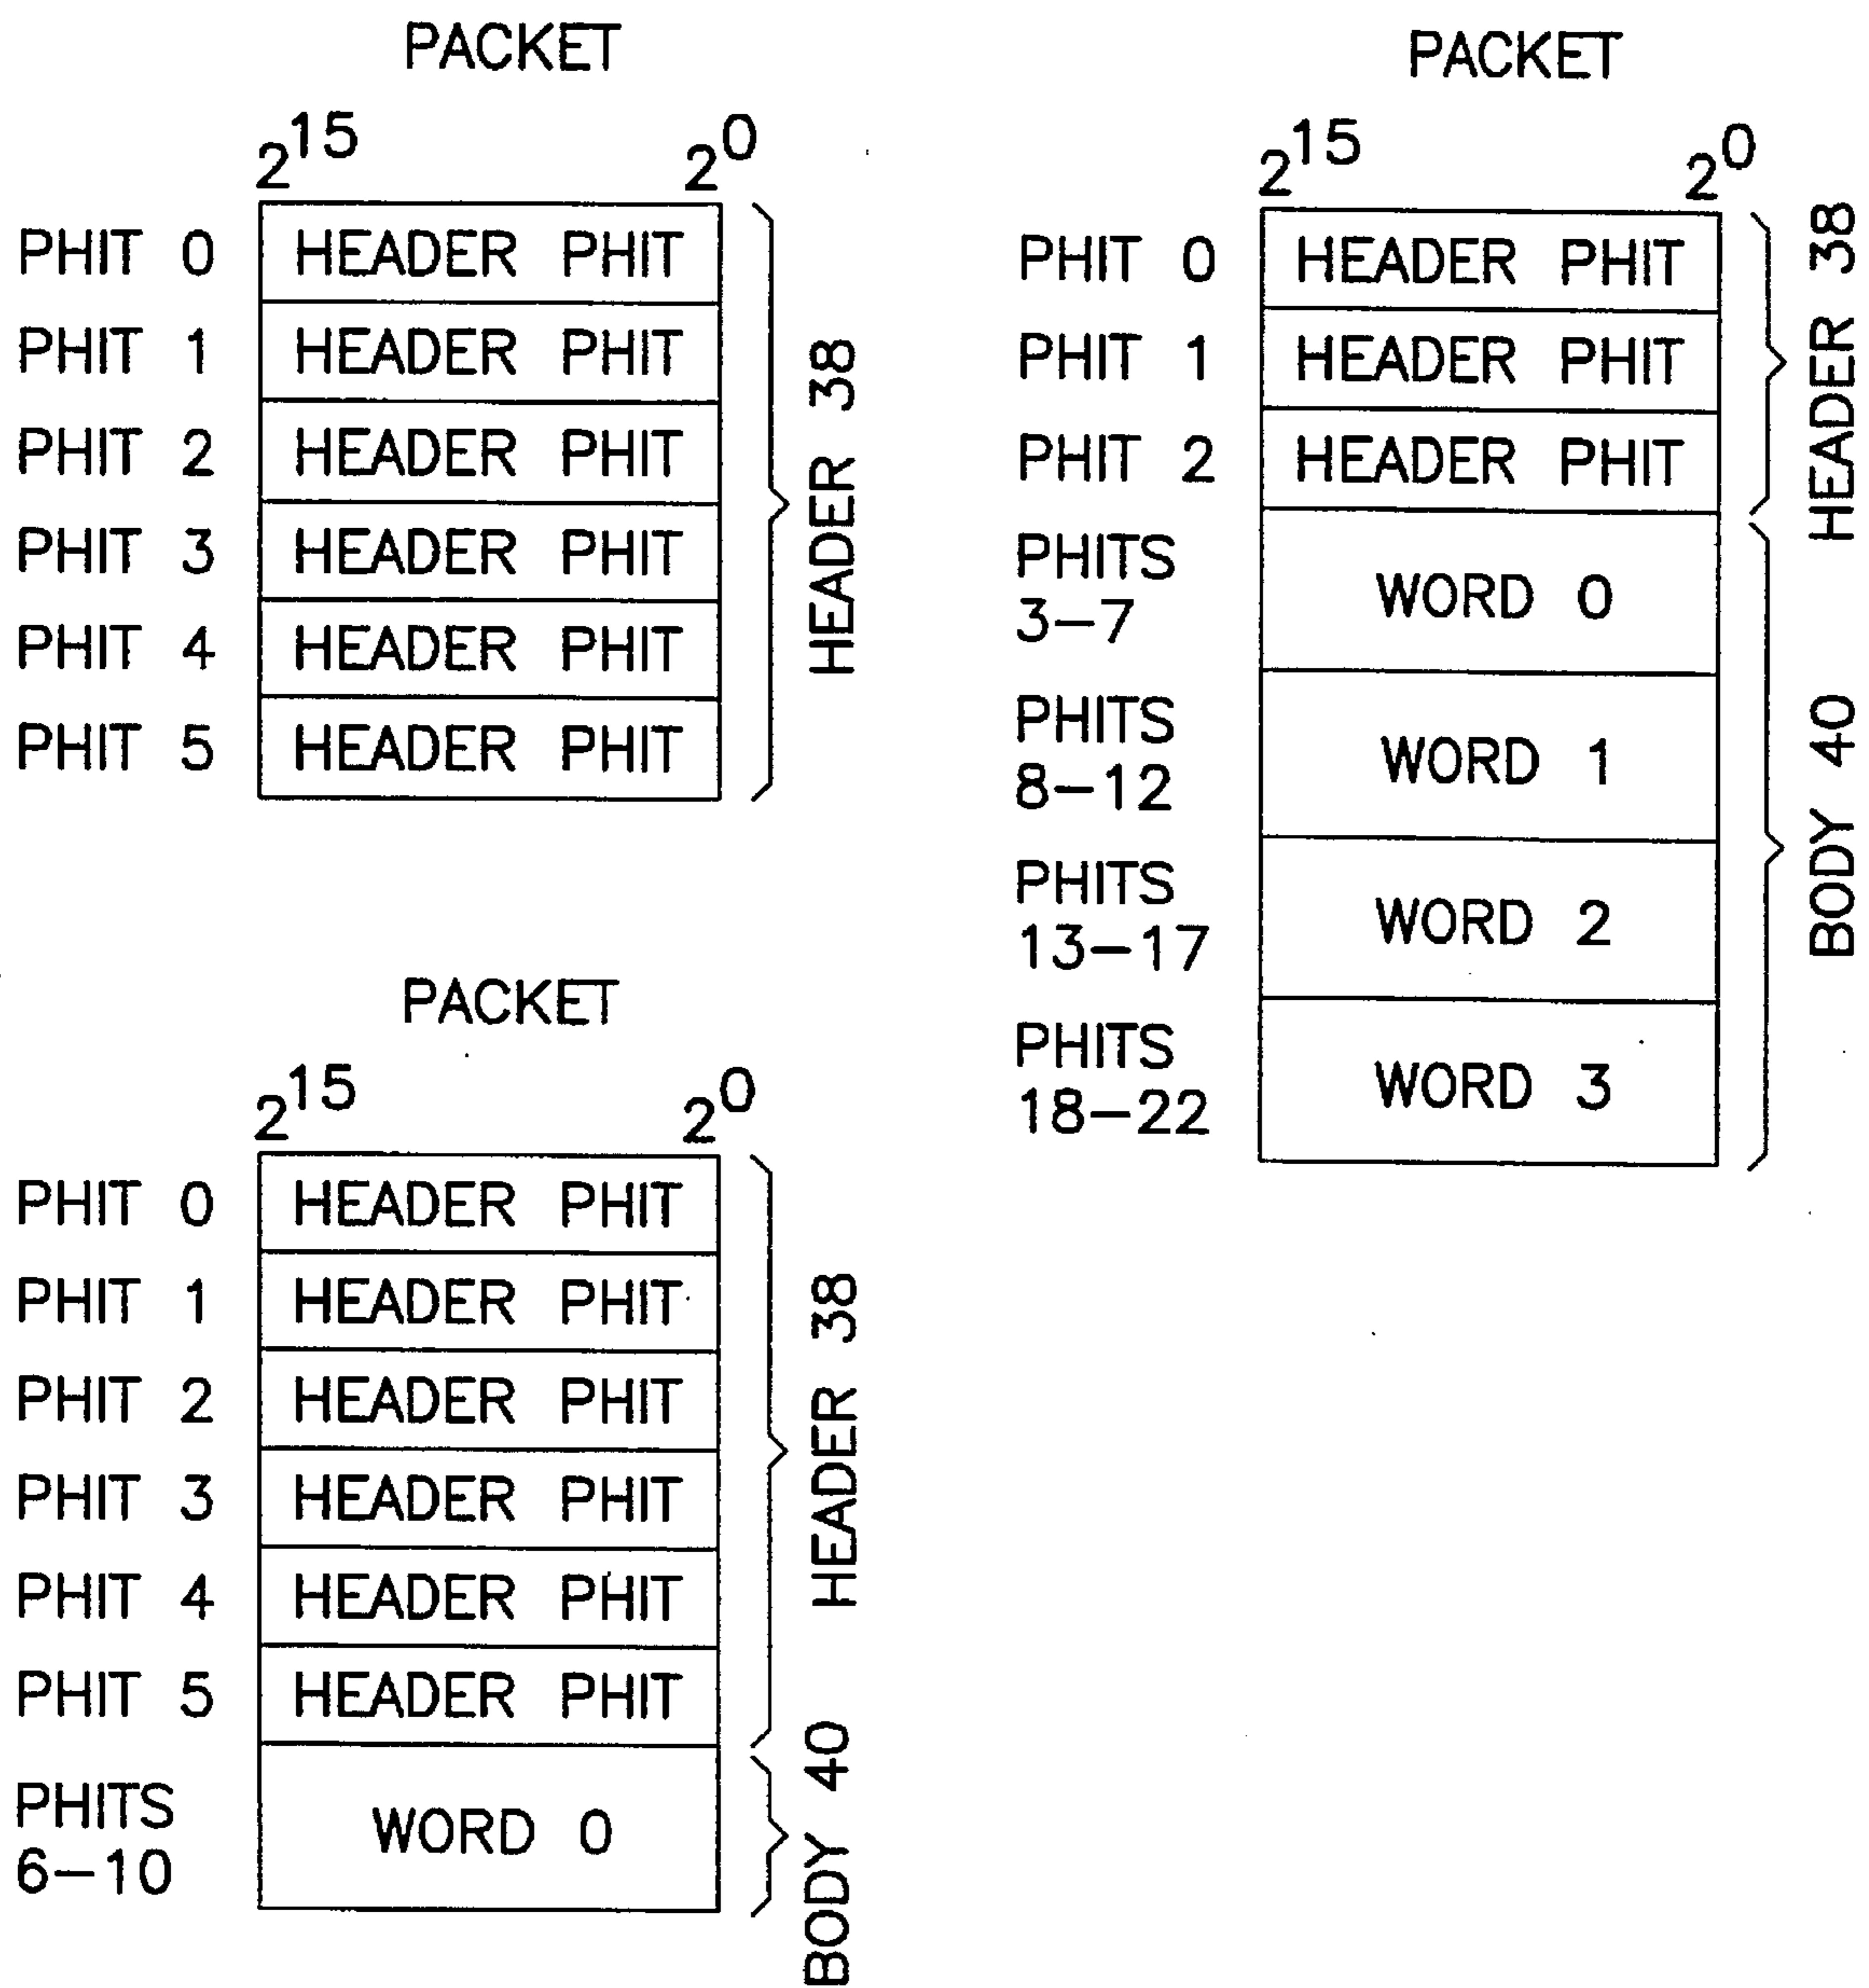 PACKET
2^15 2^0
PHIT 0 HEADER PHIT
PHIT 1 HEADER PHIT
PHIT 2 HEADER PHIT
PHIT 3 HEADER PHIT
PHIT 4 HEADER PHIT
PHIT 5 HEADER PHIT
HEADER 38
PACKET
2^15 2^0
PHIT 0 HEADER PHIT
PHIT 1 HEADER PHIT
PHIT 2 HEADER PHIT
PHIT 3 HEADER PHIT
PHIT 4 HEADER PHIT
PHIT 5 HEADER PHIT
HEADER 38
PHITS
6–10
WORD 0
BODY 40
PACKET
2^15 2^0
PHIT 0 HEADER PHIT
PHIT 1 HEADER PHIT
PHIT 2 HEADER PHIT
HEADER 38
PHITS
3–7
WORD 0
PHITS
8–12
WORD 1
PHITS
13–17
WORD 2
PHITS
18–22
WORD 3
BODY 40